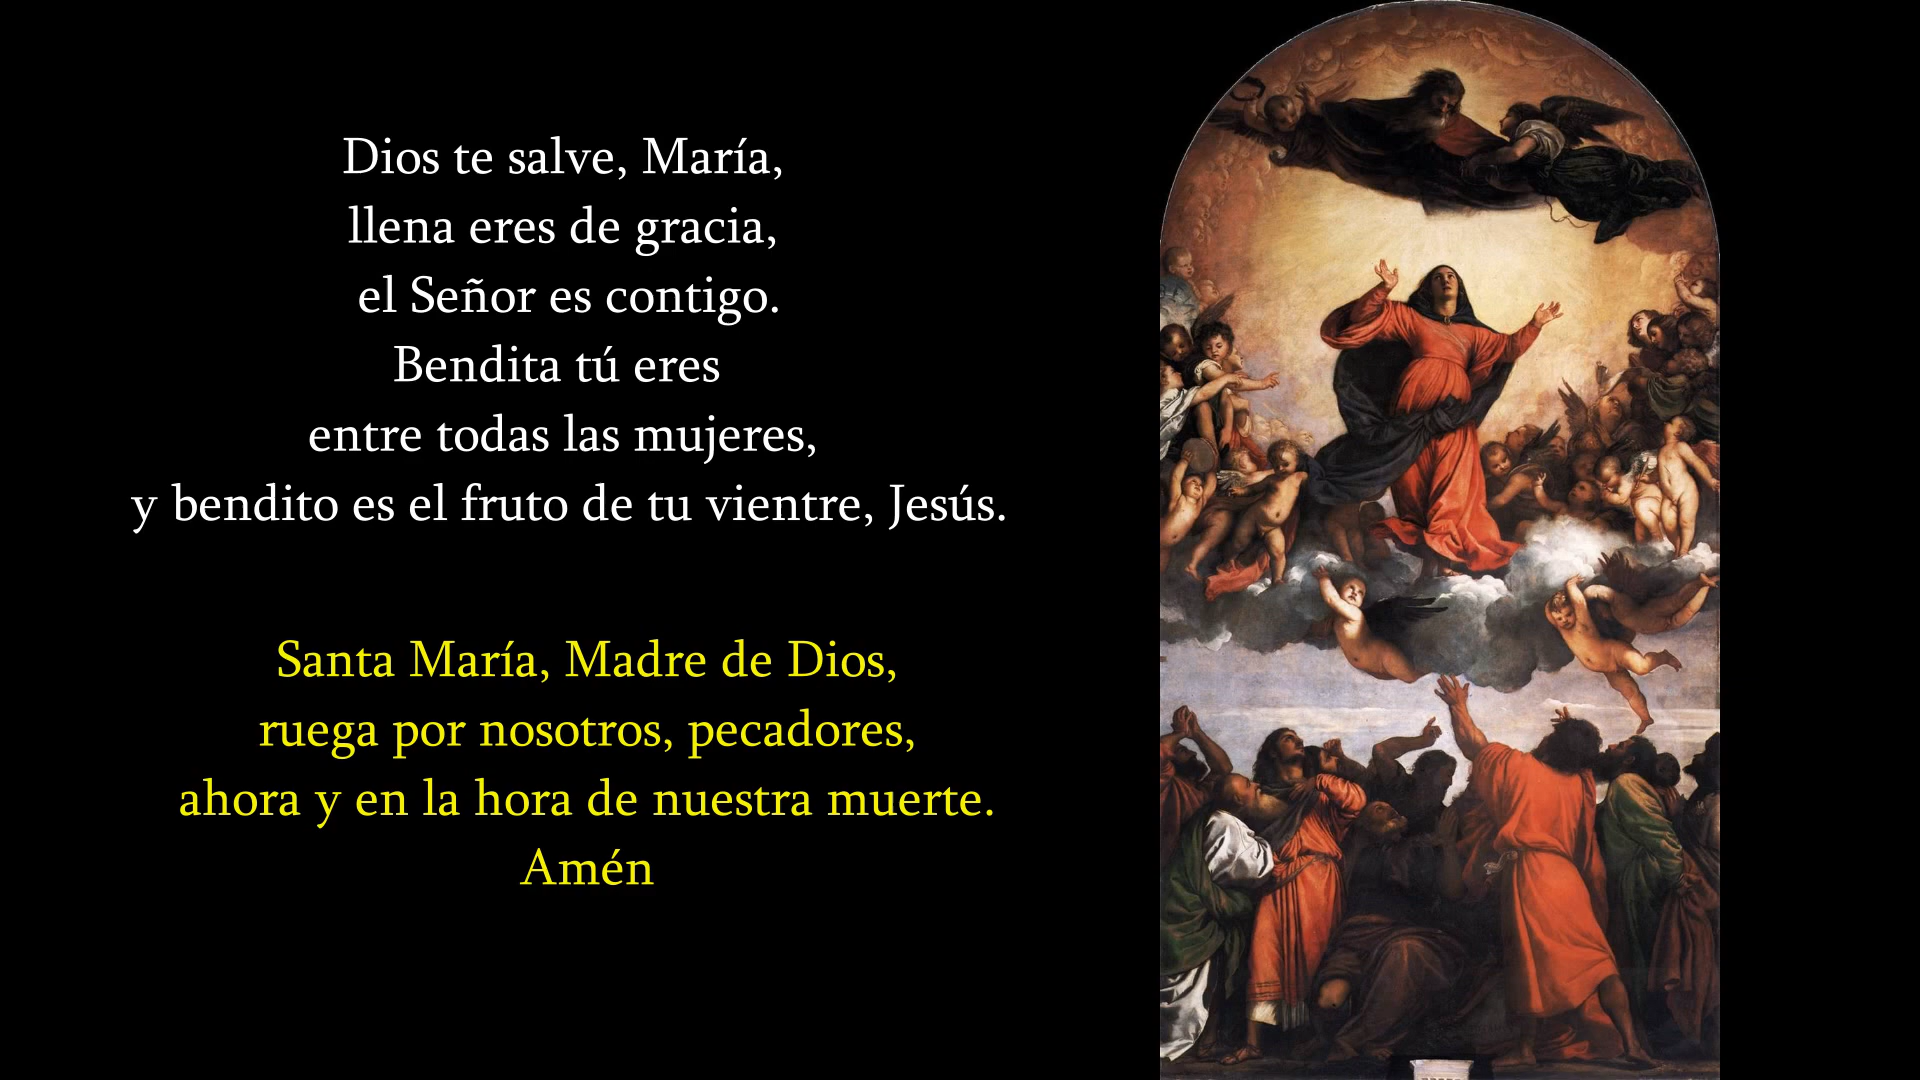 Dios te salve, María,
llena eres de gracia,
el Señor es contigo.
Bendita tú eres
entre todas las mujeres,
y bendito es el fruto de tu vientre, Jesús.
Santa María, Madre de Dios,
ruega por nosotros, pecadores,
ahora y en la hora de nuestra muerte.
Amén